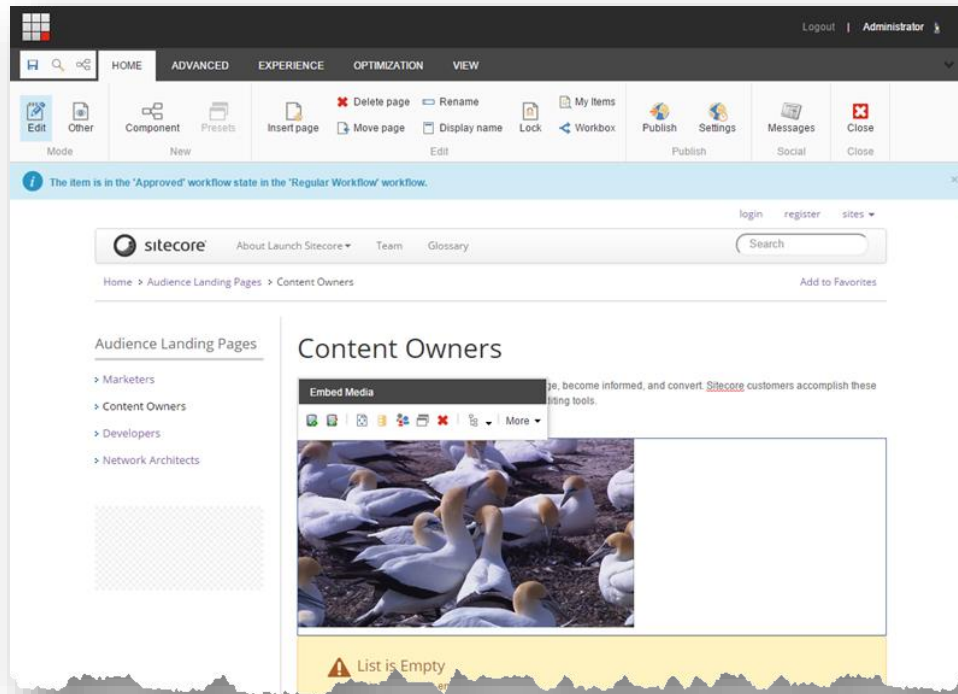 Logout | Administrator
HOME ADVANCED EXPERIENCE OPTIMIZATION VIEW
Edit Other Component Presets Insert page Delete page Rename Move page Display name Lock My Items Workbox Publish Settings Messages Close
Mode New Edit Publish Social Close
The item is in the 'Approved' workflow state in the 'Regular Workflow' workflow.
login register sites
sitecore About Launch Sitecore Team Glossary Search
Home > Audience Landing Pages > Content Owners Add to Favorites
Audience Landing Pages
> Marketers
> Content Owners
> Developers
> Network Architects
Content Owners
Embed Media
, become informed, and convert. Sitecore customers accomplish these
tools.
More
List is Empty